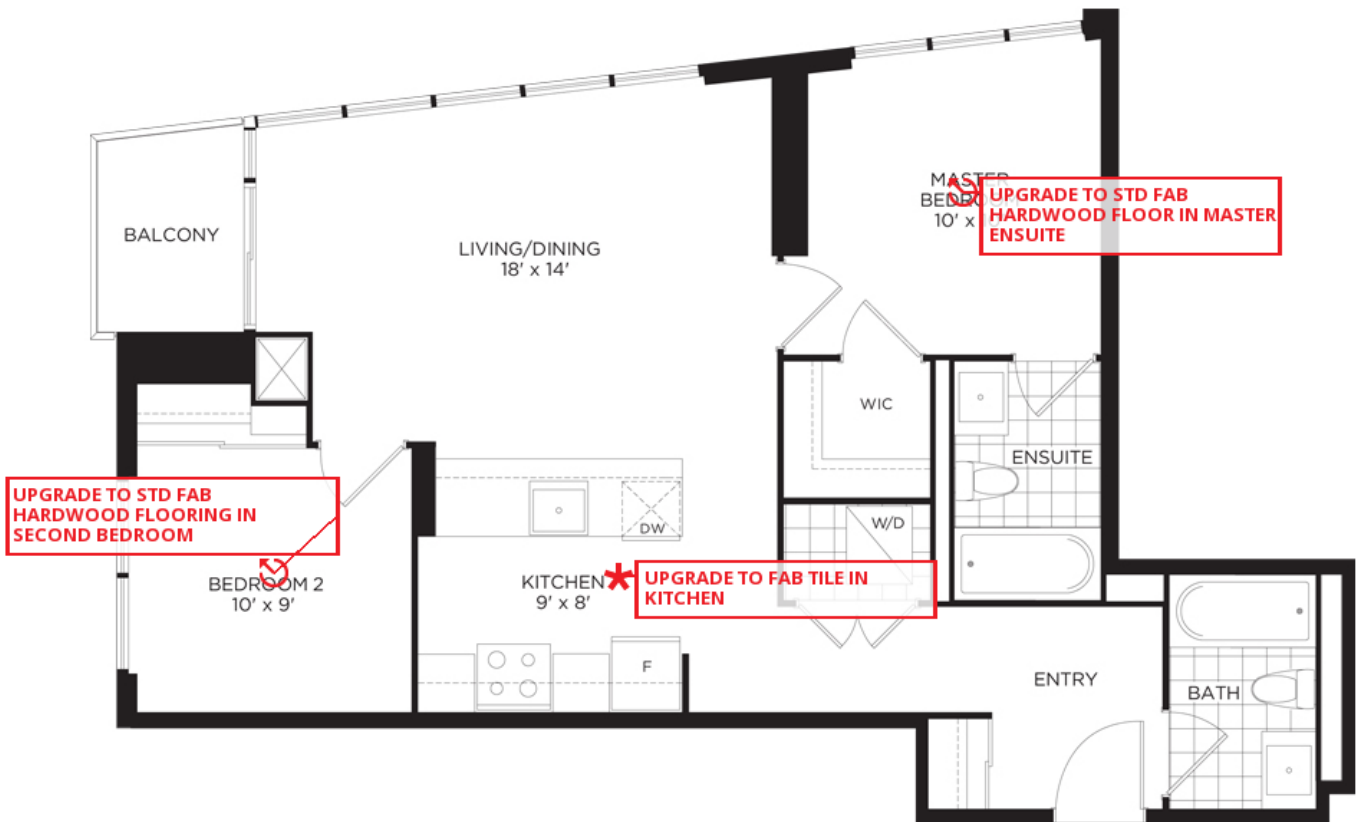 MASTER
BEDROOM
10' x
UPGRADE TO STD FAB
HARDWOOD FLOOR IN MASTER
ENSUITE
BALCONY
LIVING/DINING
18' x 14'
WIC
ENSUITE
UPGRADE TO STD FAB
HARDWOOD FLOORING IN
SECOND BEDROOM
W/D
DW
BEDROOM 2
10' x 9'
KITCHEN
9' x 8'
UPGRADE TO FAB TILE IN
KITCHEN
F
ENTRY
BATH